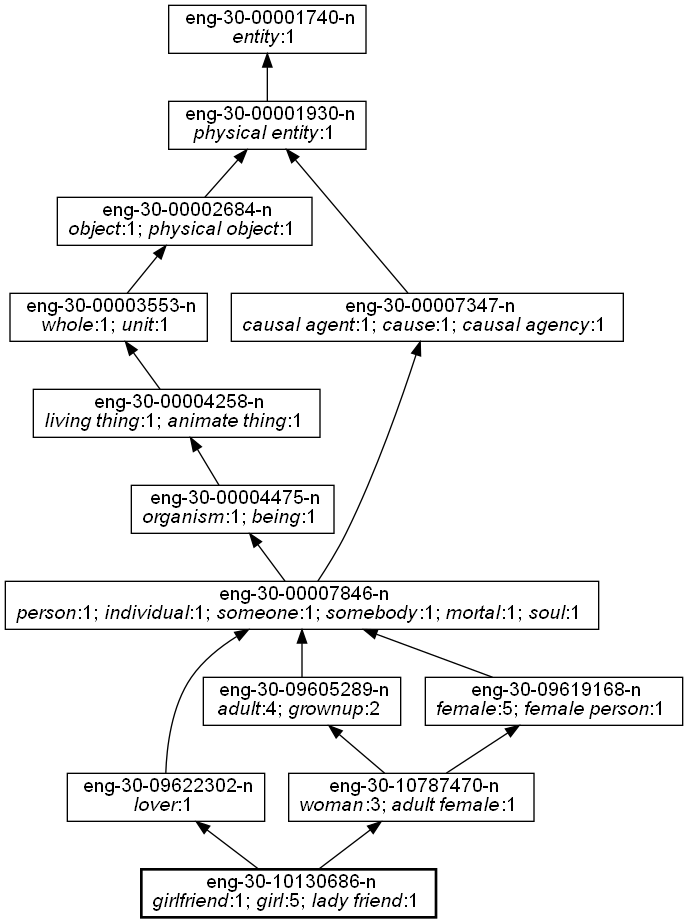 eng-30-00001740-n
entity:1
eng-30-00001930-n
physical entity:1
eng-30-00002684-n
object:1; physical object:1
eng-30-00003553-n
whole:1; unit:1
eng-30-00007347-n
causal agent:1; cause:1; causal agency:1
eng-30-00004258-n
living thing:1; animate thing:1
eng-30-00004475-n
organism:1; being:1
eng-30-00007846-n
person:1; individual:1; someone:1; somebody:1; mortal:1; soul:1
eng-30-09605289-n
adult:4; grownup:2
eng-30-09619168-n
female:5; female person:1
eng-30-09622302-n
lover:1
eng-30-10787470-n
woman:3; adult female:1
eng-30-10130686-n
girlfriend:1; girl:5; lady friend:1